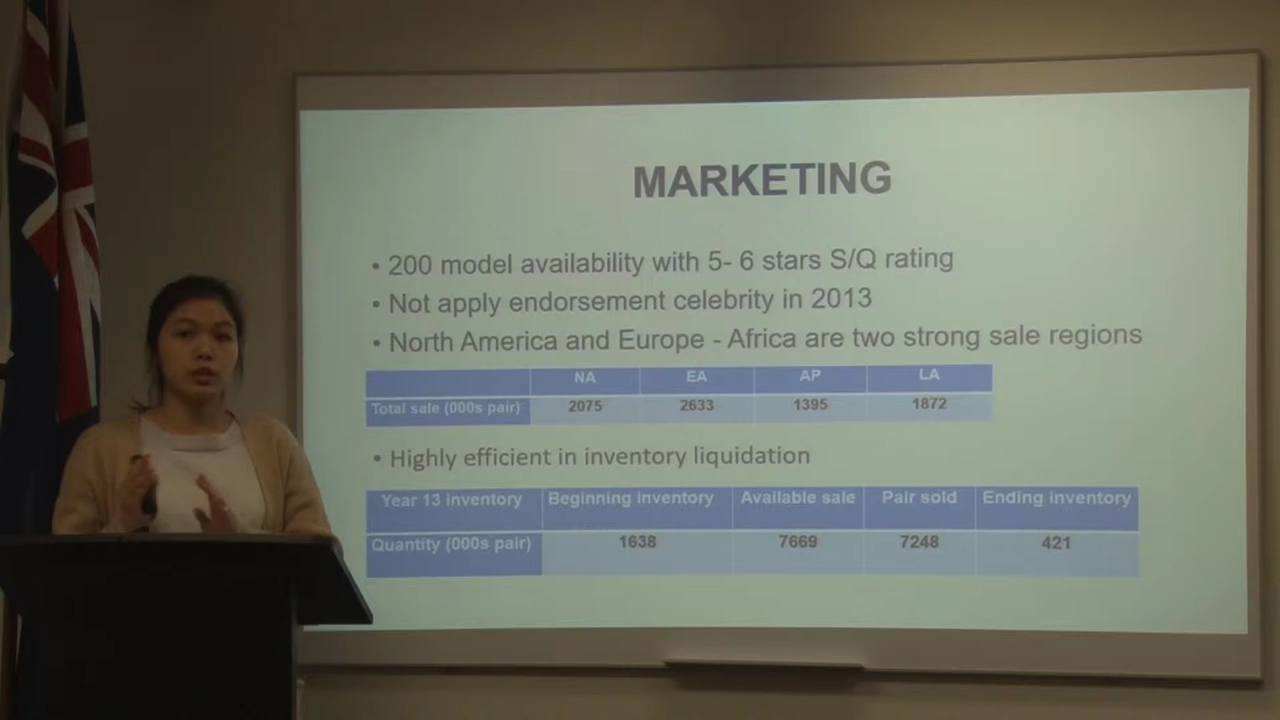 MARKETING
• 200 model availability with 5- 6 stars S/Q rating
• Not apply endorsement celebrity in 2013
• North America and Europe - Africa are two strong sale regions
NA EA AP LA
Total sale (000s pair) 2075 2633 1395 1872
• Highly efficient in inventory liquidation
Year 13 inventory Beginning inventory Available sale Pair sold Ending inventory
Quantity (000s pair) 1638 7669 7248 421